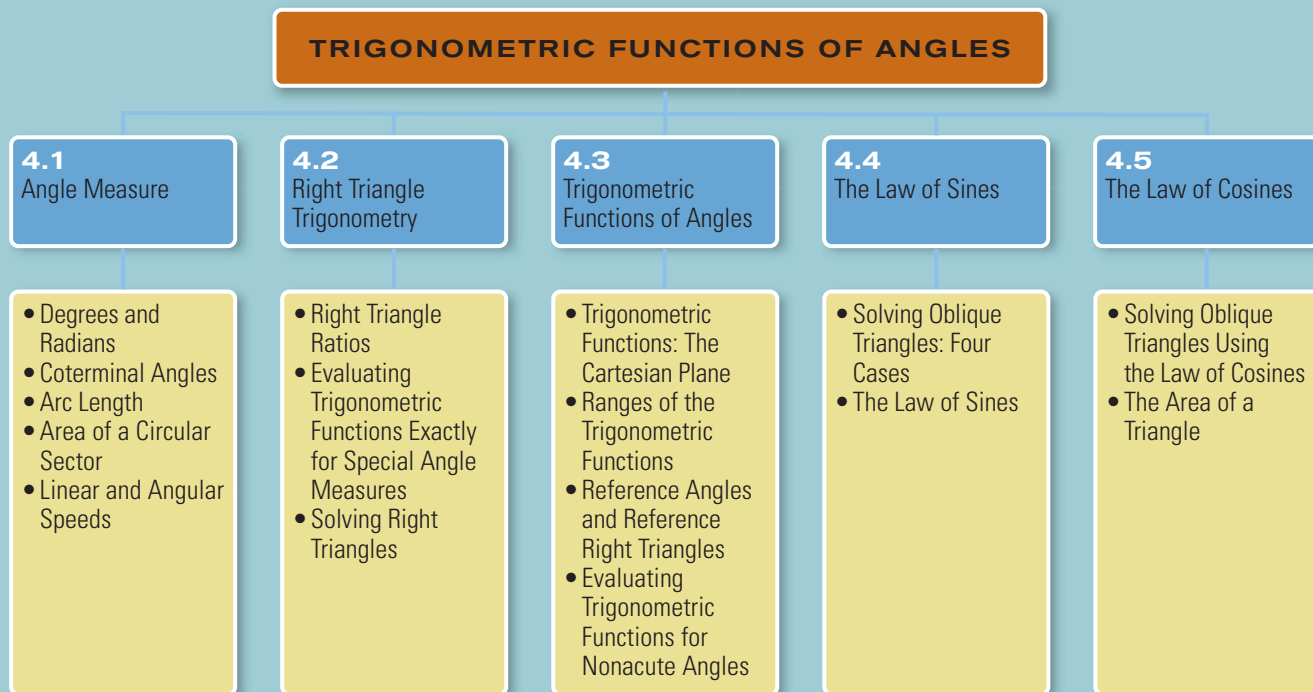 TRIGONOMETRIC FUNCTIONS OF ANGLES
4.1
Angle Measure
4.2
Right Triangle
Trigonometry
4.3
Trigonometric
Functions of Angles
4.4
The Law of Sines
4.5
The Law of Cosines
• Degrees and
Radians
• Coterminal Angles
• Arc Length
• Area of a Circular
Sector
• Linear and Angular
Speeds
• Right Triangle
Ratios
• Evaluating
Trigonometric
Functions Exactly
for Special Angle
Measures
• Solving Right
Triangles
• Trigonometric
Functions: The
Cartesian Plane
• Ranges of the
Trigonometric
Functions
• Reference Angles
and Reference
Right Triangles
• Evaluating
Trigonometric
Functions for
Nonacute Angles
• Solving Oblique
Triangles: Four
Cases
• The Law of Sines
• Solving Oblique
Triangles Using
the Law of Cosines
• The Area of a
Triangle